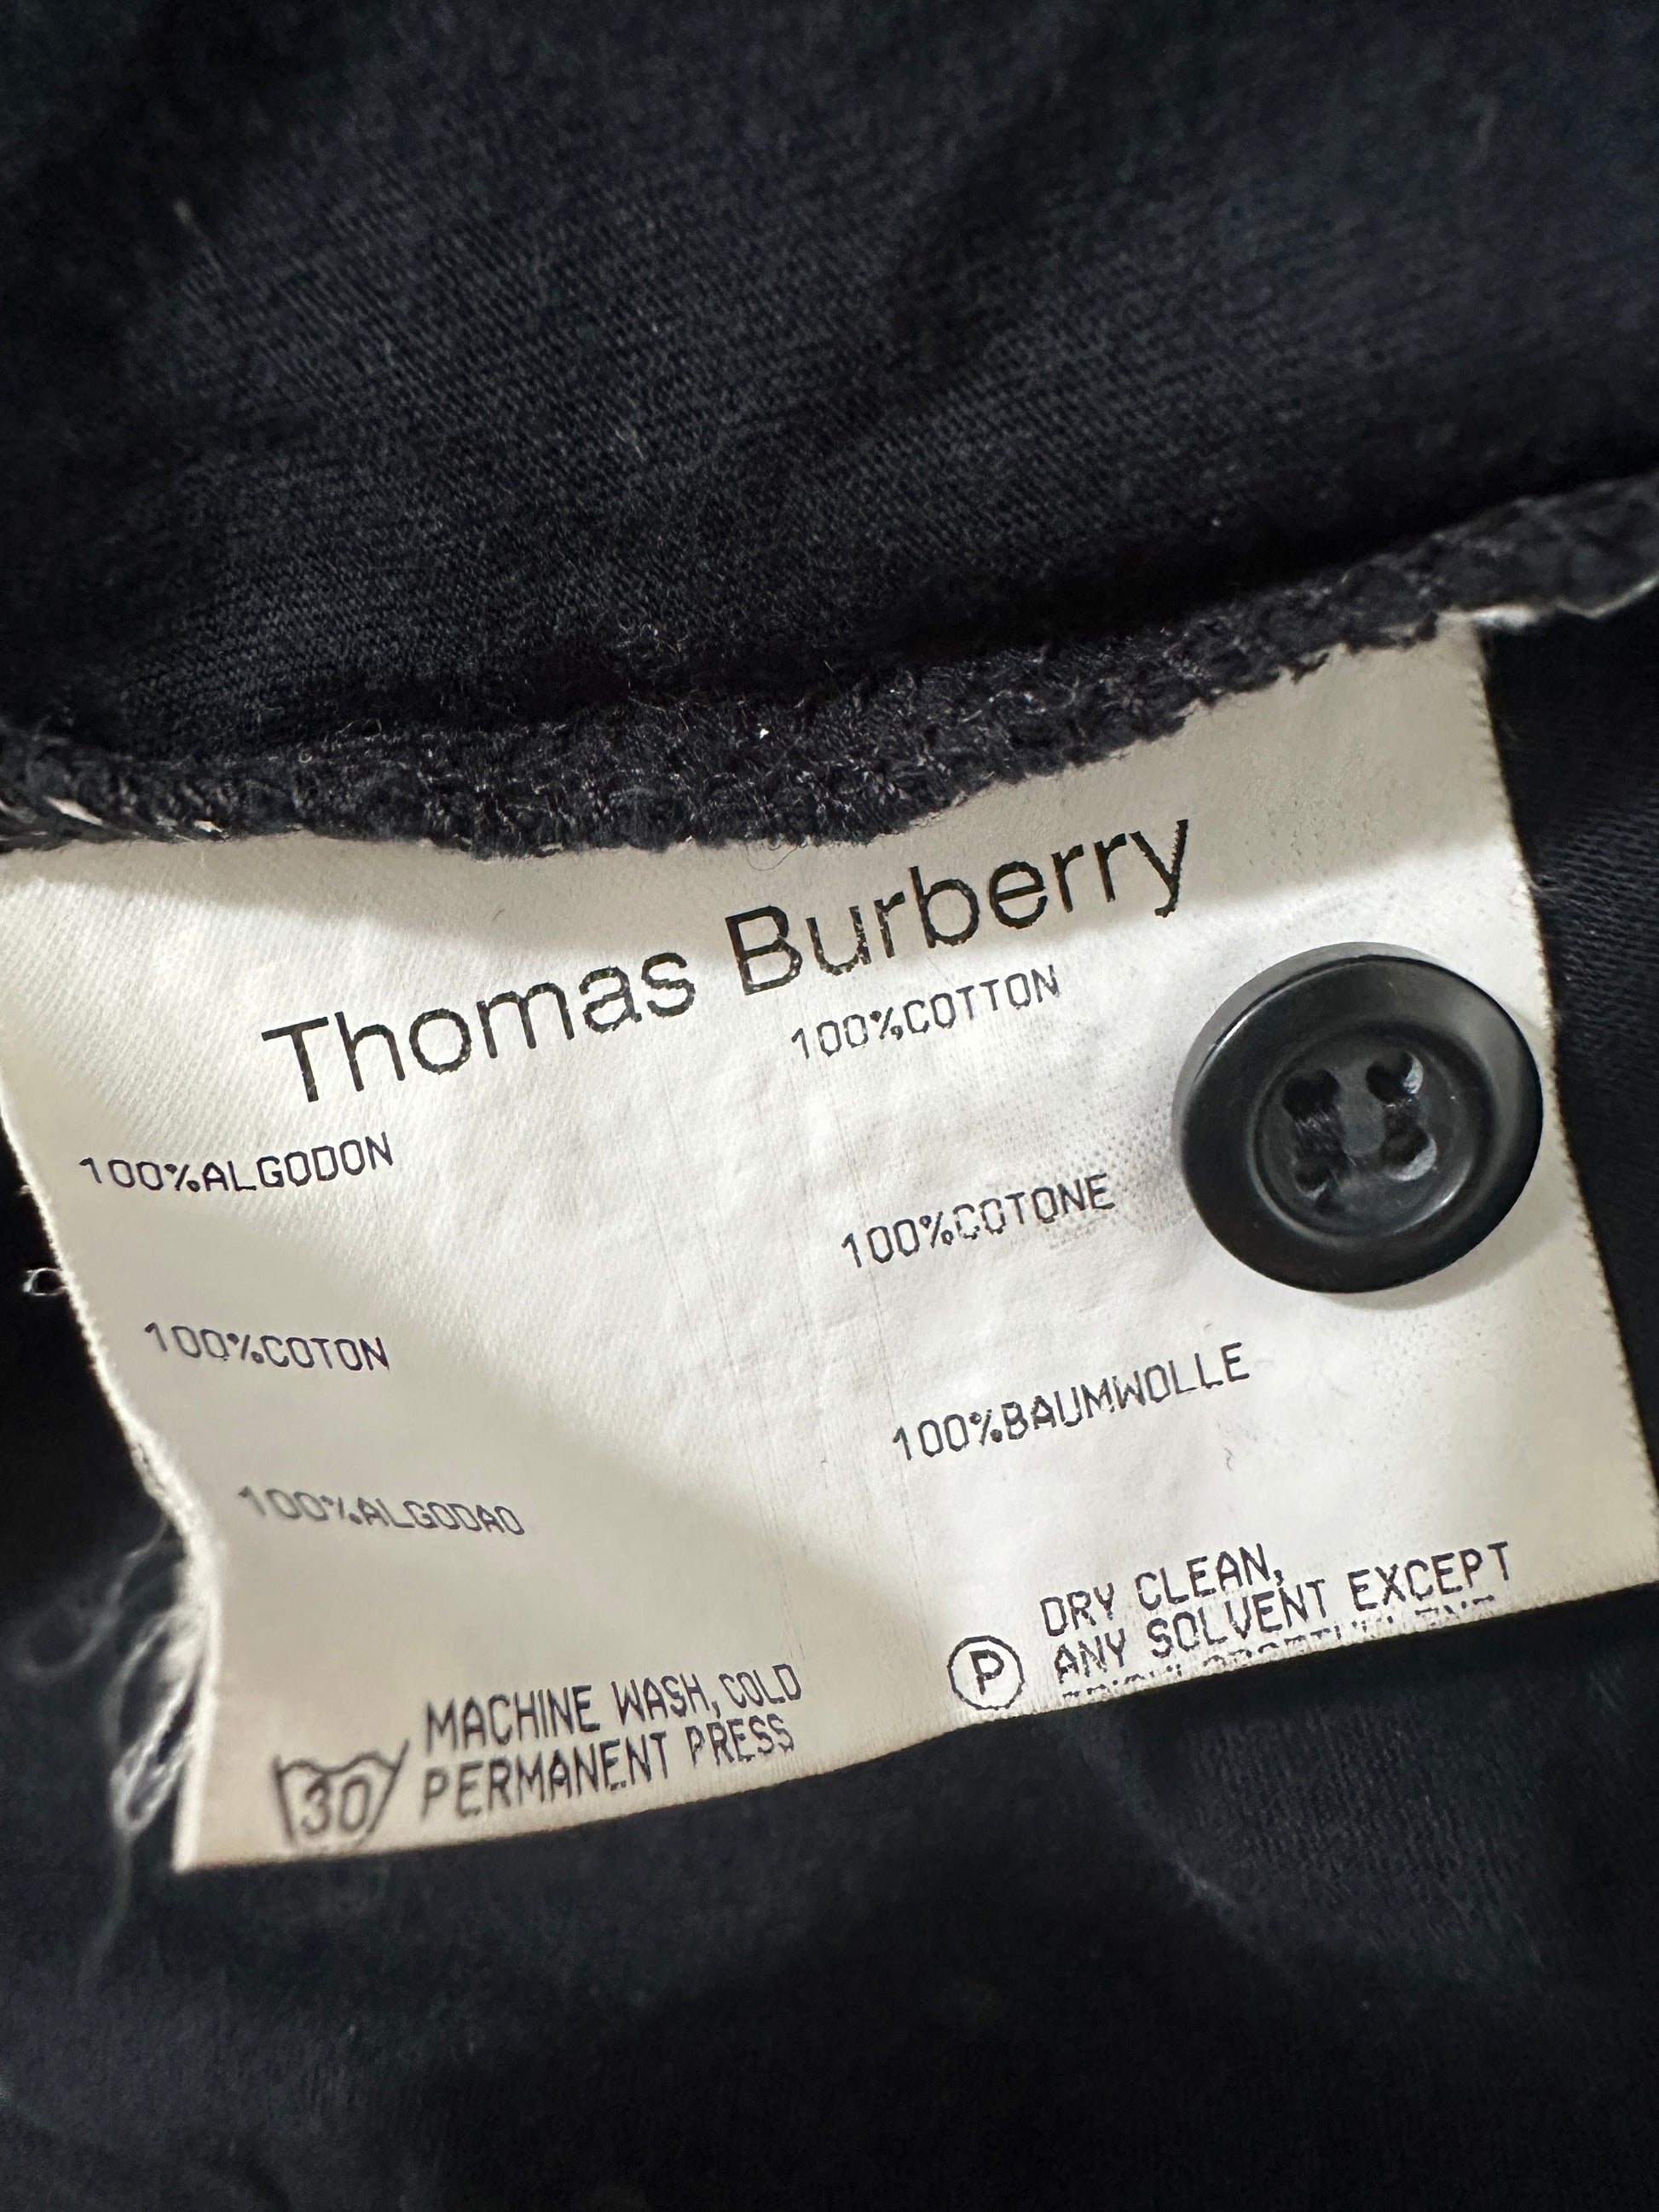 Thomas Burberry
100%COTTON
100%ALGODON
100%COTONE
100%COTON
100%BAUMWOLLE
100%ALGODAO
DRY CLEAN,
P ANY SOLVENT EXCEPT
MACHINE WASH, COLD
30 PERMANENT PRESS